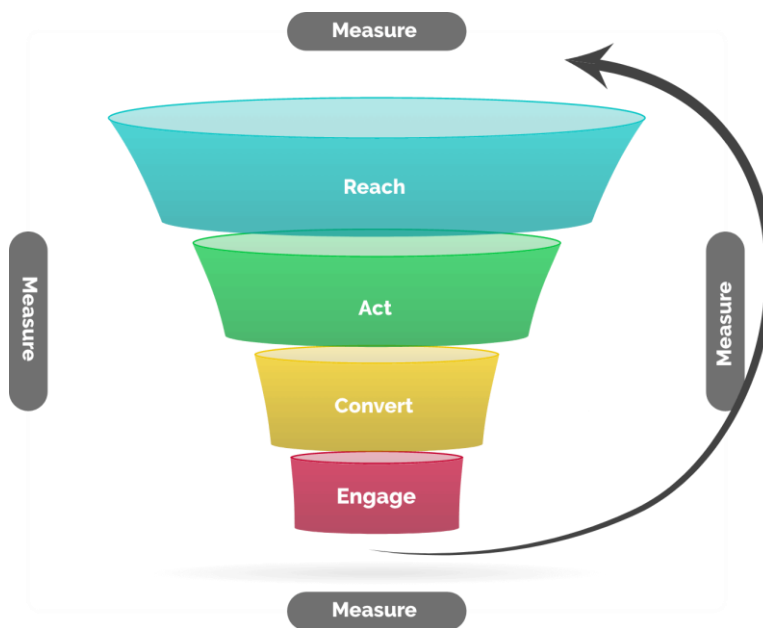 Measure
Reach
Measure
Measure
Act
Convert
Engage
Measure